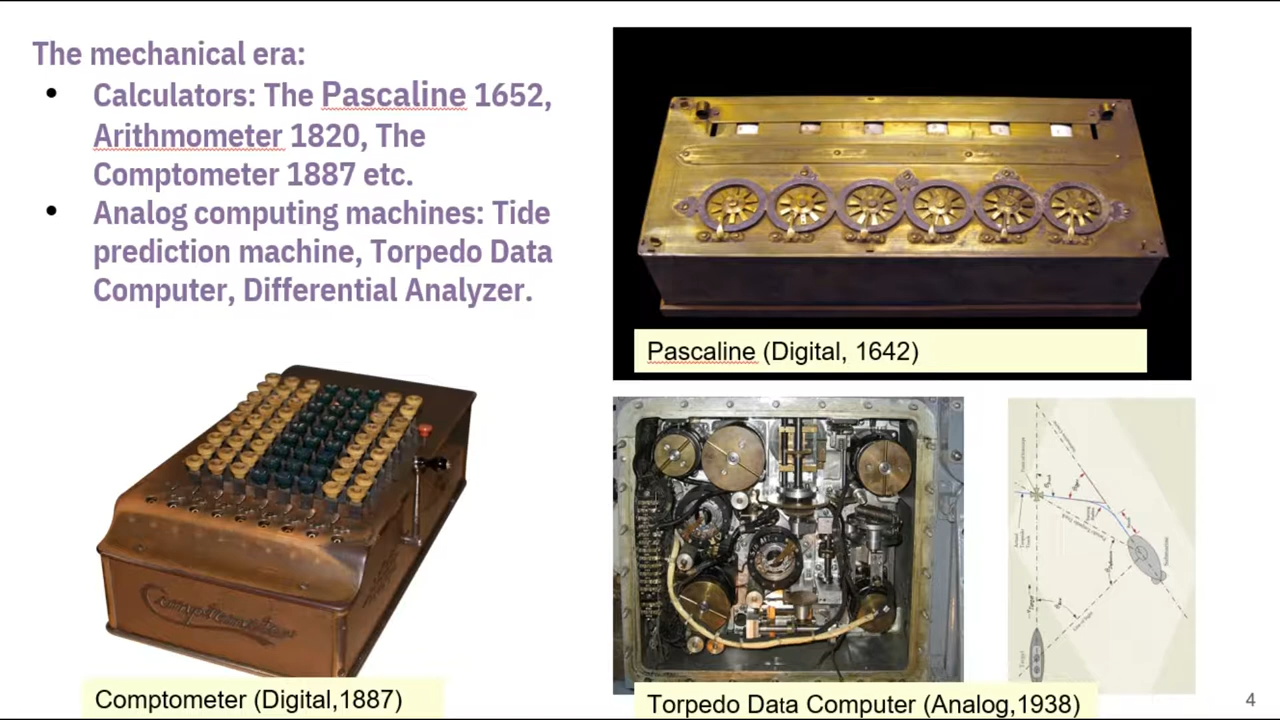 The mechanical era:
• Calculators: The Pascaline 1652,
Arithmometer 1820, The
Comptometer 1887 etc.
• Analog computing machines: Tide
prediction machine, Torpedo Data
Computer, Differential Analyzer.
Pascaline (Digital, 1642)
Comptometer
Comptometer (Digital,1887)
Torpedo Data Computer (Analog,1938)
4